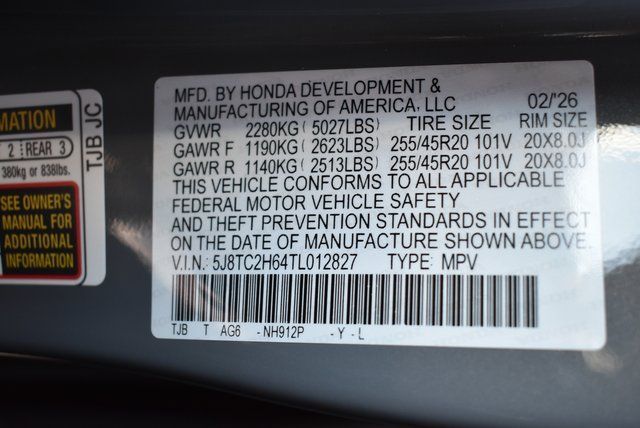 MATION
2 REAR 3
380kg or 838lbs.
SEE OWNER'S
MANUAL FOR
ADDITIONAL
INFORMATION
TJB JC
MFD. BY HONDA DEVELOPMENT &
MANUFACTURING OF AMERICA, LLC 02/'26
GVWR 2280KG (5027LBS) TIRE SIZE RIM SIZE
GAWR F 1190KG (2623LBS) 255/45R20 101V 20X8.0J
GAWR R 1140KG (2513LBS) 255/45R20 101V 20X8.0J
THIS VEHICLE CONFORMS TO ALL APPLICABLE
FEDERAL MOTOR VEHICLE SAFETY
AND THEFT PREVENTION STANDARDS IN EFFECT
ON THE DATE OF MANUFACTURE SHOWN ABOVE.
V.I.N.: 5J8TC2H64TL012827 TYPE: MPV
TJB T AG6 -NH912P -Y-L